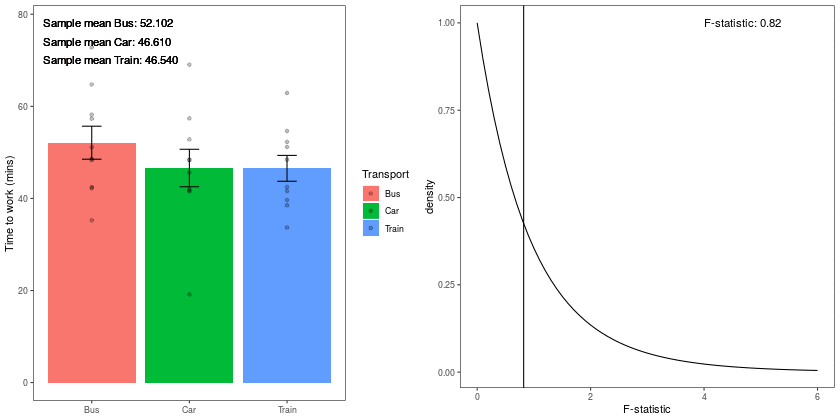 Sample mean Bus: 52.102
Sample mean Car: 46.610
Sample mean Train: 46.540
80
60
40
20
0
Time to work (mins)
Bus Car Train
Transport
Bus
Car
Train
F-statistic: 0.82
1.00
0.75
0.50
0.25
0.00
density
0 2 4 6
F-statistic